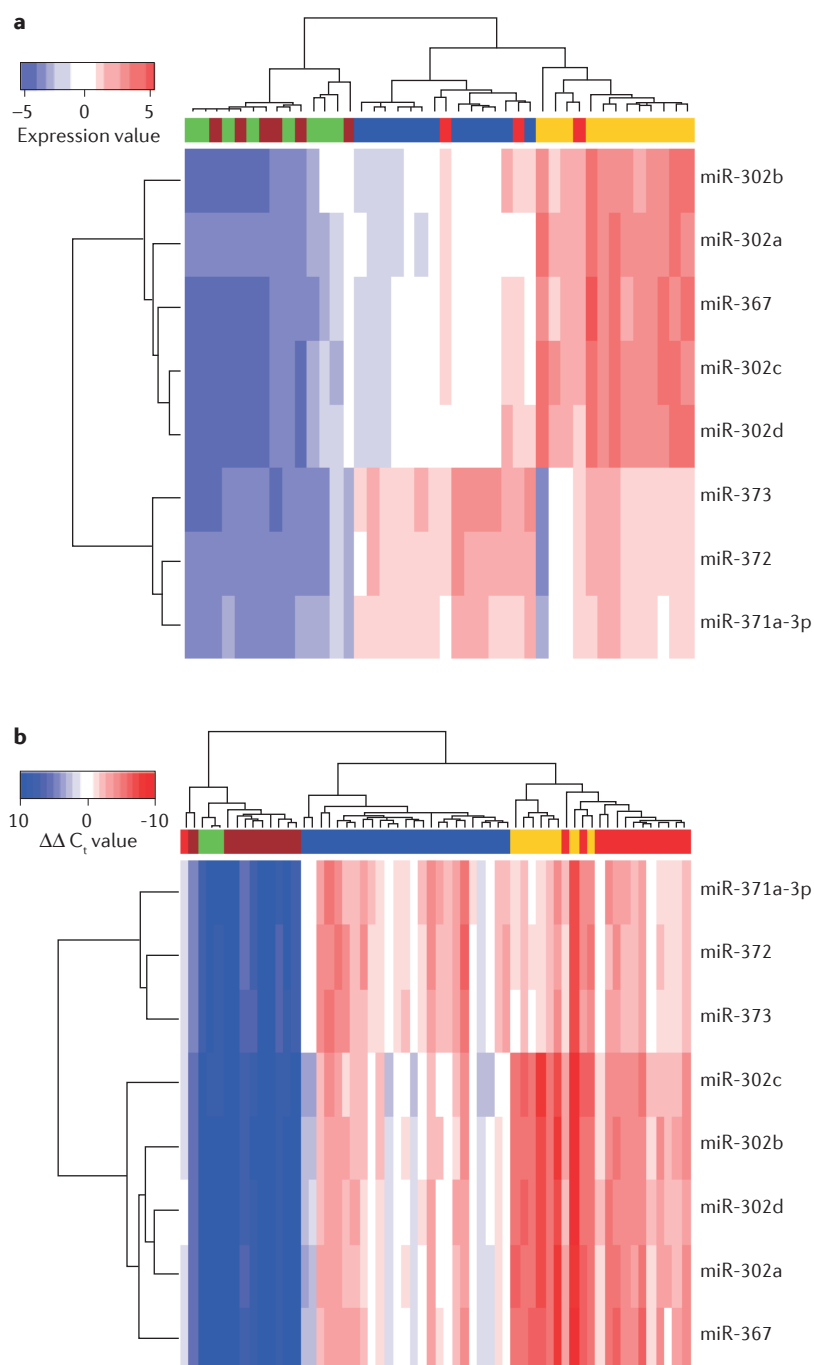 a
−5 0 5
Expression value
miR-302b
miR-302a
miR-367
miR-302c
miR-302d
miR-373
miR-372
miR-371a-3p
b
10 0 -10
ΔΔ Ct value
miR-371a-3p
miR-372
miR-373
miR-302c
miR-302b
miR-302d
miR-302a
miR-367